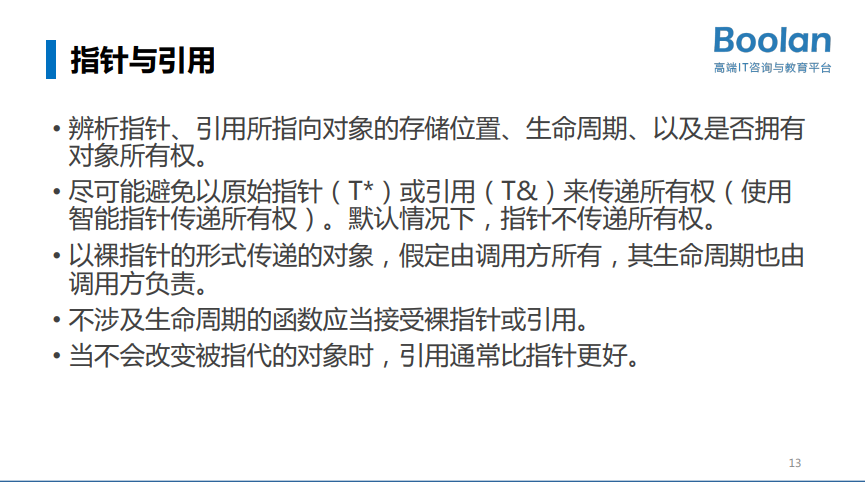 指针与引用
Boolan
高端IT咨询与教育平台
• 辨析指针、引用所指向对象的存储位置、生命周期、以及是否拥有
对象所有权。
• 尽可能避免以原始指针（T*）或引用（T&）来传递所有权（使用
智能指针传递所有权）。默认情况下，指针不传递所有权。
• 以裸指针的形式传递的对象，假定由调用方所有，其生命周期也由
调用方负责。
• 不涉及生命周期的函数应当接受裸指针或引用。
• 当不会改变被指代的对象时，引用通常比指针更好。
13